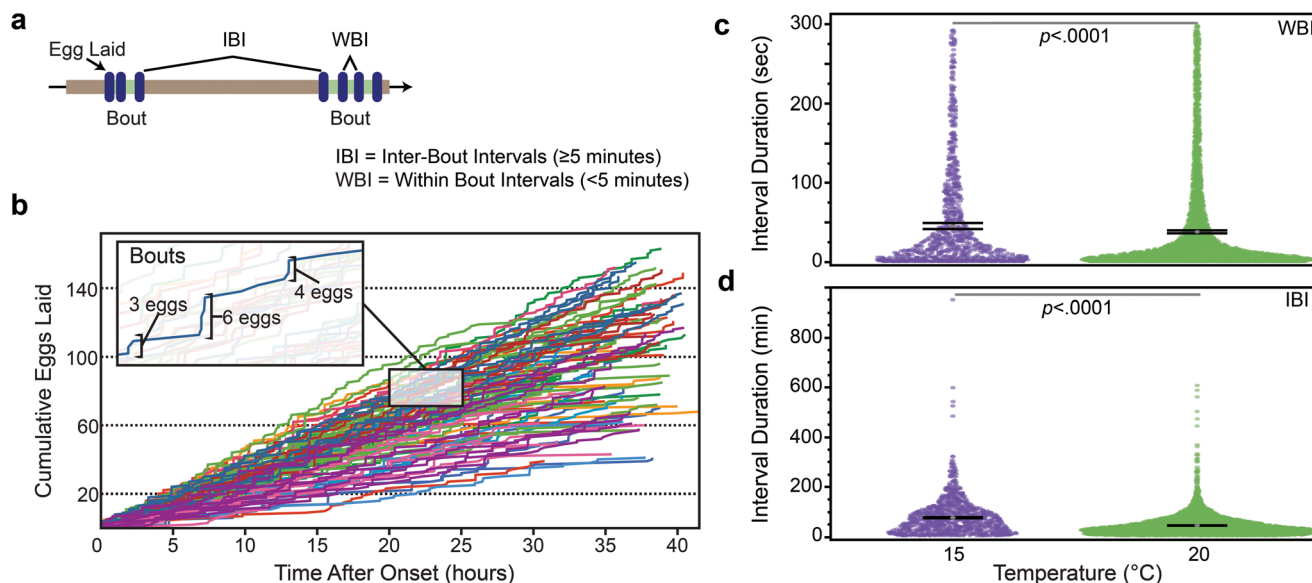 a
Egg Laid
IBI
WBI
Bout
Bout
IBI = Inter-Bout Intervals (≥5 minutes)
WBI = Within Bout Intervals (<5 minutes)
b
Bouts
3 eggs
6 eggs
4 eggs
Cumulative Eggs Laid
140
100
60
20
0 5 10 15 20 25 30 35 40
Time After Onset (hours)
c
WBI
p<.0001
Interval Duration (sec)
300
200
100
0
d
IBI
p<.0001
Interval Duration (min)
800
600
400
200
0
15 20
Temperature (°C)